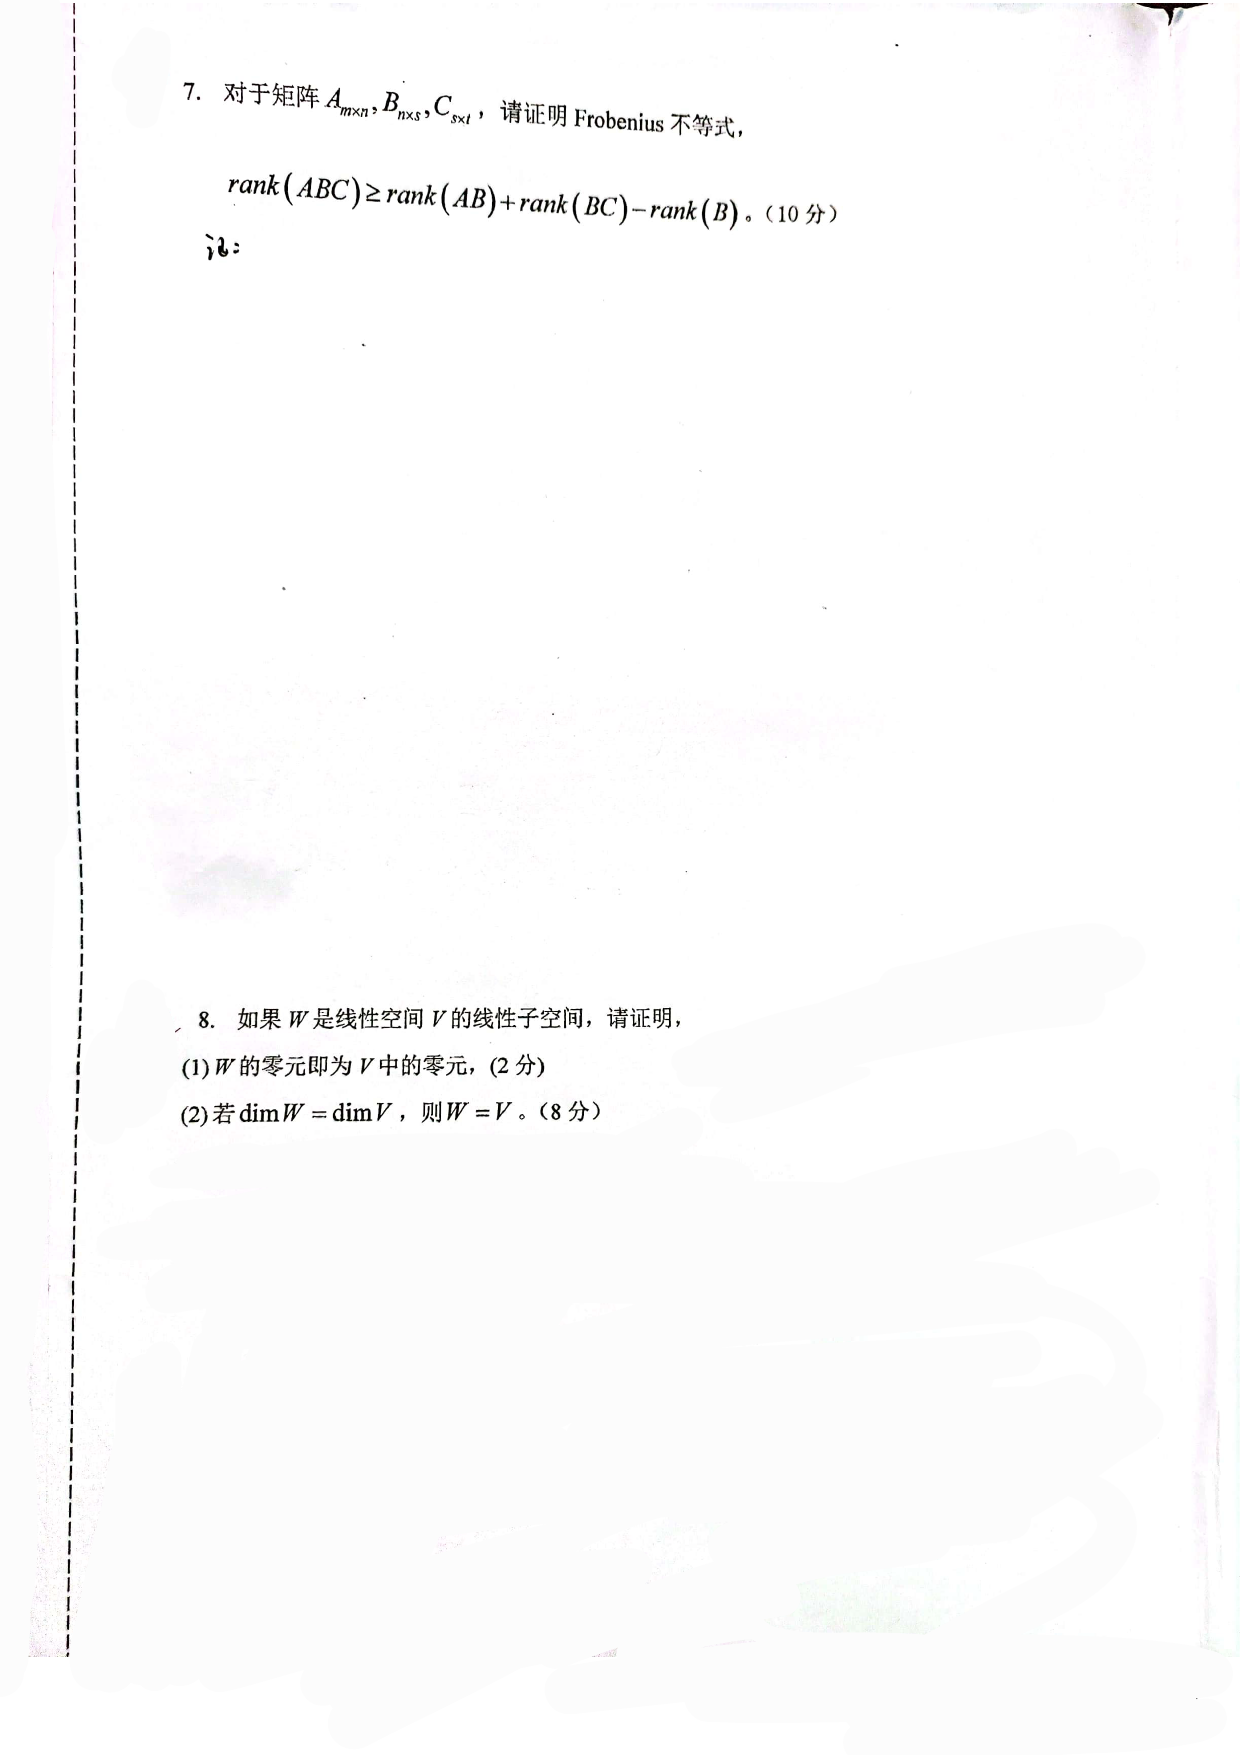 7. 对于矩阵 A_{m×n}, B_{n×s}, C_{s×t}，请证明 Frobenius 不等式，
rank(ABC)≥rank(AB)+rank(BC)−rank(B)。（10 分）
证：
8. 如果 W 是线性空间 V 的线性子空间，请证明，
(1) W 的零元即为 V 中的零元，(2 分)
(2) 若 dim W = dim V，则 W = V。（8 分）